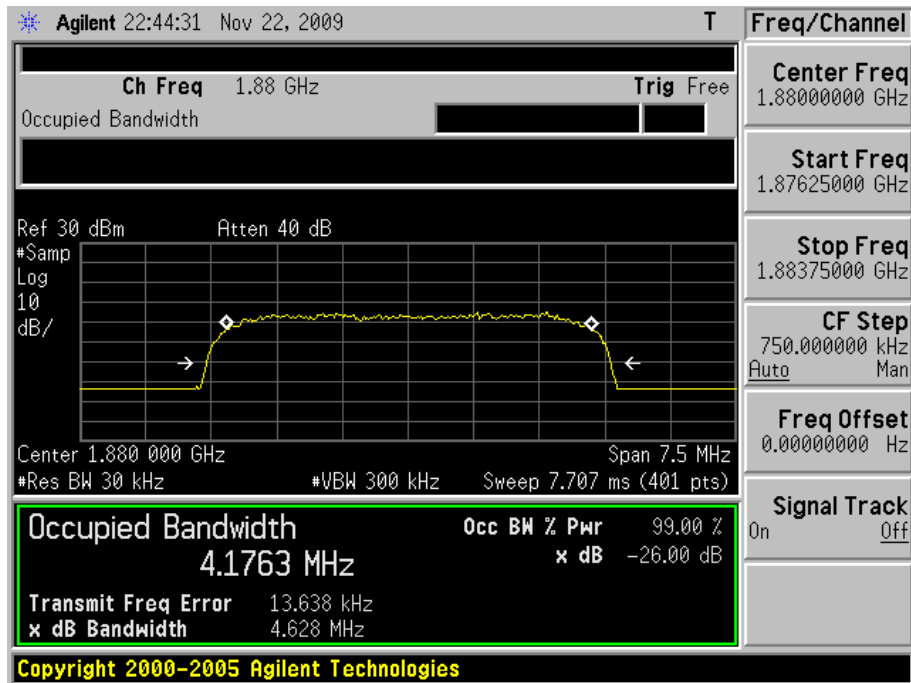 Agilent 22:44:31 Nov 22, 2009 T
Ch Freq 1.88 GHz Trig Free
Occupied Bandwidth
Ref 30 dBm Atten 40 dB
#Samp
Log
10
dB/
Center 1.880 000 GHz Span 7.5 MHz
#Res BW 30 kHz #VBW 300 kHz Sweep 7.707 ms (401 pts)
Occupied Bandwidth Occ BW % Pwr 99.00 %
4.1763 MHz x dB -26.00 dB
Transmit Freq Error 13.638 kHz
x dB Bandwidth 4.628 MHz
Copyright 2000-2005 Agilent Technologies
Freq/Channel
Center Freq
1.88000000 GHz
Start Freq
1.87625000 GHz
Stop Freq
1.88375000 GHz
CF Step
750.000000 kHz
Auto Man
Freq Offset
0.00000000 Hz
Signal Track
On Off